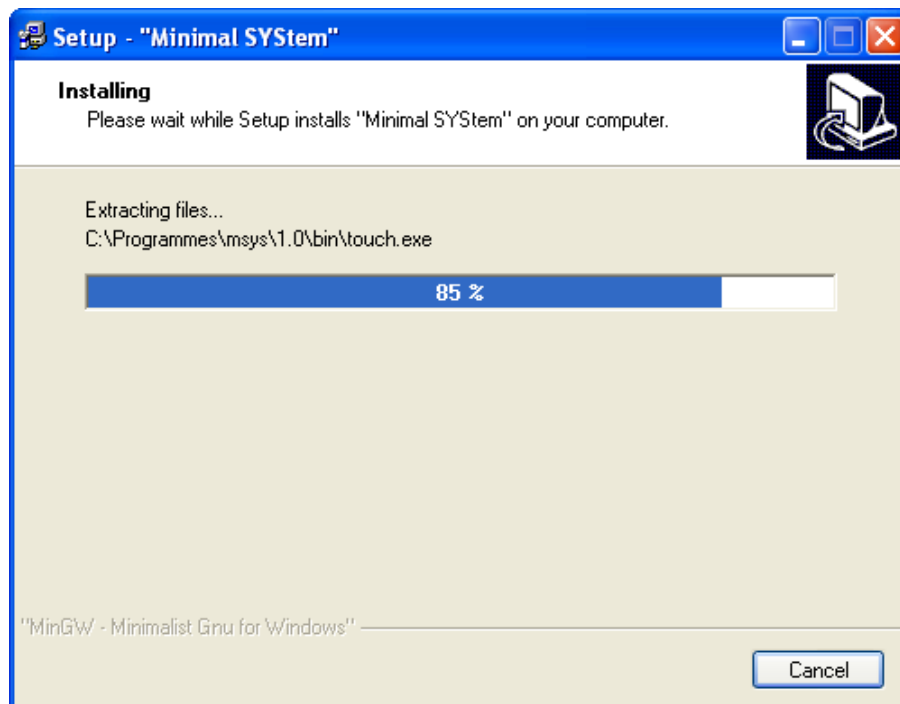 Setup - "Minimal SYStem"
Installing
Please wait while Setup installs "Minimal SYStem" on your computer.
Extracting files...
C:\Programmes\msys\1.0\bin\touch.exe
85 %
"MinGW - Minimalist Gnu for Windows"
Cancel